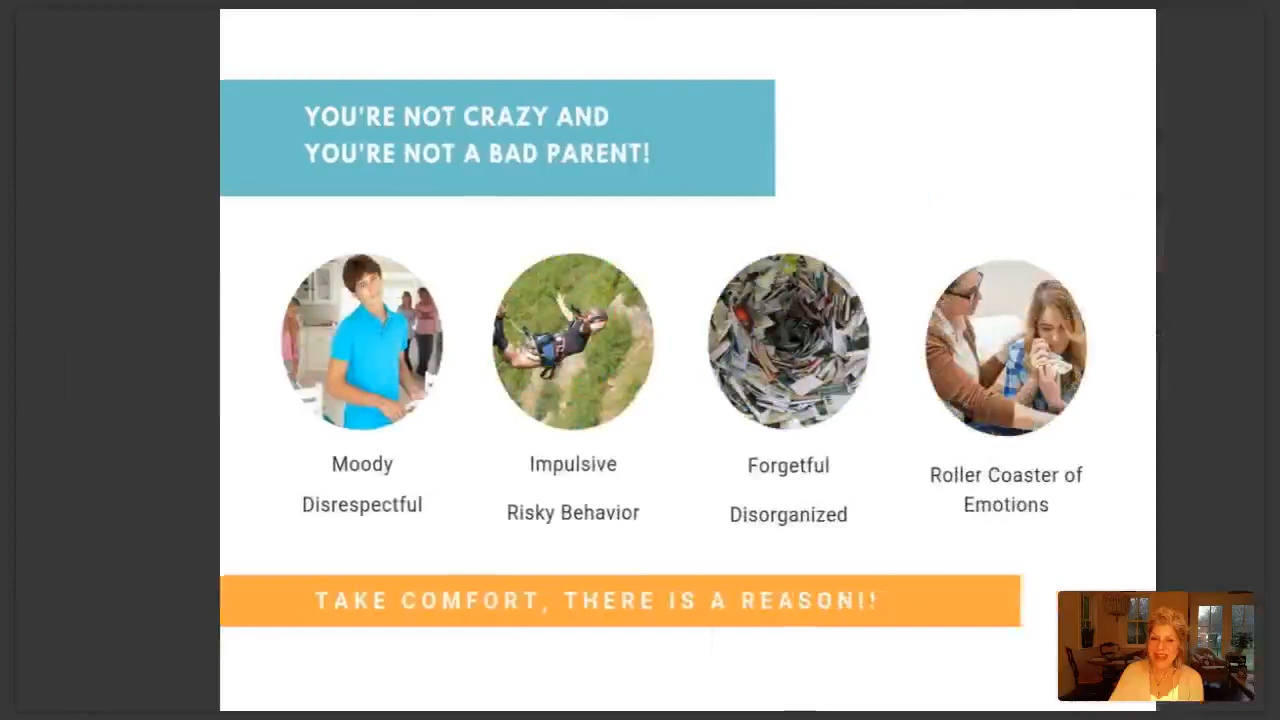 YOU'RE NOT CRAZY AND
YOU'RE NOT A BAD PARENT!
Moody
Disrespectful
Impulsive
Risky Behavior
Forgetful
Disorganized
Roller Coaster of
Emotions
TAKE COMFORT, THERE IS A REASON!!